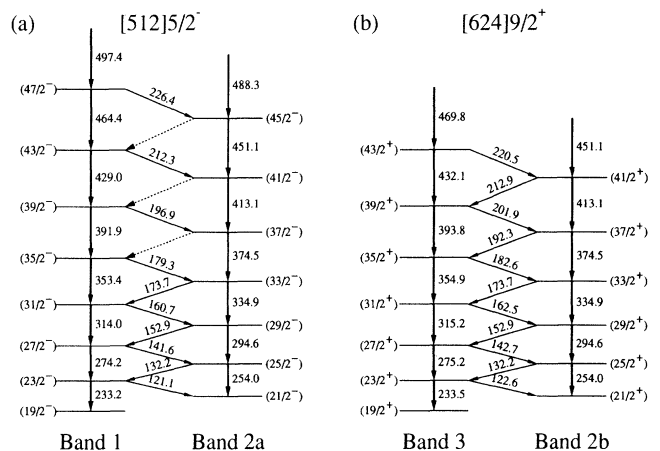 (a) [512]5/2⁻ (b) [624]9/2⁺
497.4
488.3
469.8
451.1
(47/2⁻) 226.4 (45/2⁻)
464.4 451.1
(43/2⁻) 212.3 (41/2⁻)
429.0 413.1
(39/2⁻) 196.9 (37/2⁻)
391.9 374.5
(35/2⁻) 179.3 (33/2⁻)
353.4 173.7 334.9
(31/2⁻) 160.7 (29/2⁻)
314.0 152.9 294.6
(27/2⁻) 141.6 (25/2⁻)
274.2 132.2 254.0
(23/2⁻) 121.1 (21/2⁻)
233.2
(19/2⁻)
(43/2⁺) 220.5 (41/2⁺)
432.1 212.9 413.1
(39/2⁺) 201.9 (37/2⁺)
393.8 192.3 374.5
(35/2⁺) 182.6 (33/2⁺)
354.9 173.7 334.9
(31/2⁺) 162.5 (29/2⁺)
315.2 152.9 294.6
(27/2⁺) 142.7 (25/2⁺)
275.2 132.2 254.0
(23/2⁺) 122.6 (21/2⁺)
233.5
(19/2⁺)
Band 1 Band 2a Band 3 Band 2b